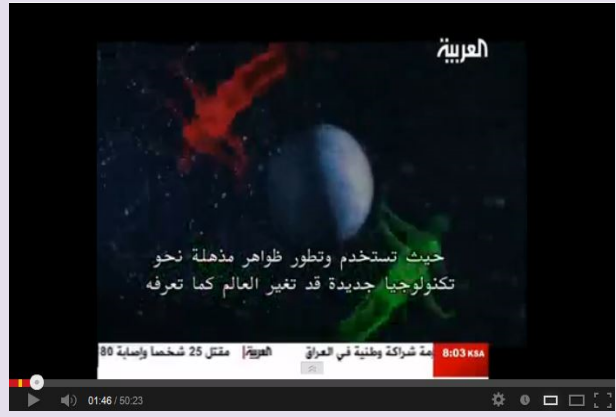 العربية
حيث تستخدم وتطور ظواهر مذهلة نحو
تكنولوجيا جديدة قد تغير العالم كما تعرفه
8:03 KSA مة شراكة وطنية في العراق العربية مقتل 25 شخصا وإصابة 80
01:46 / 50:23